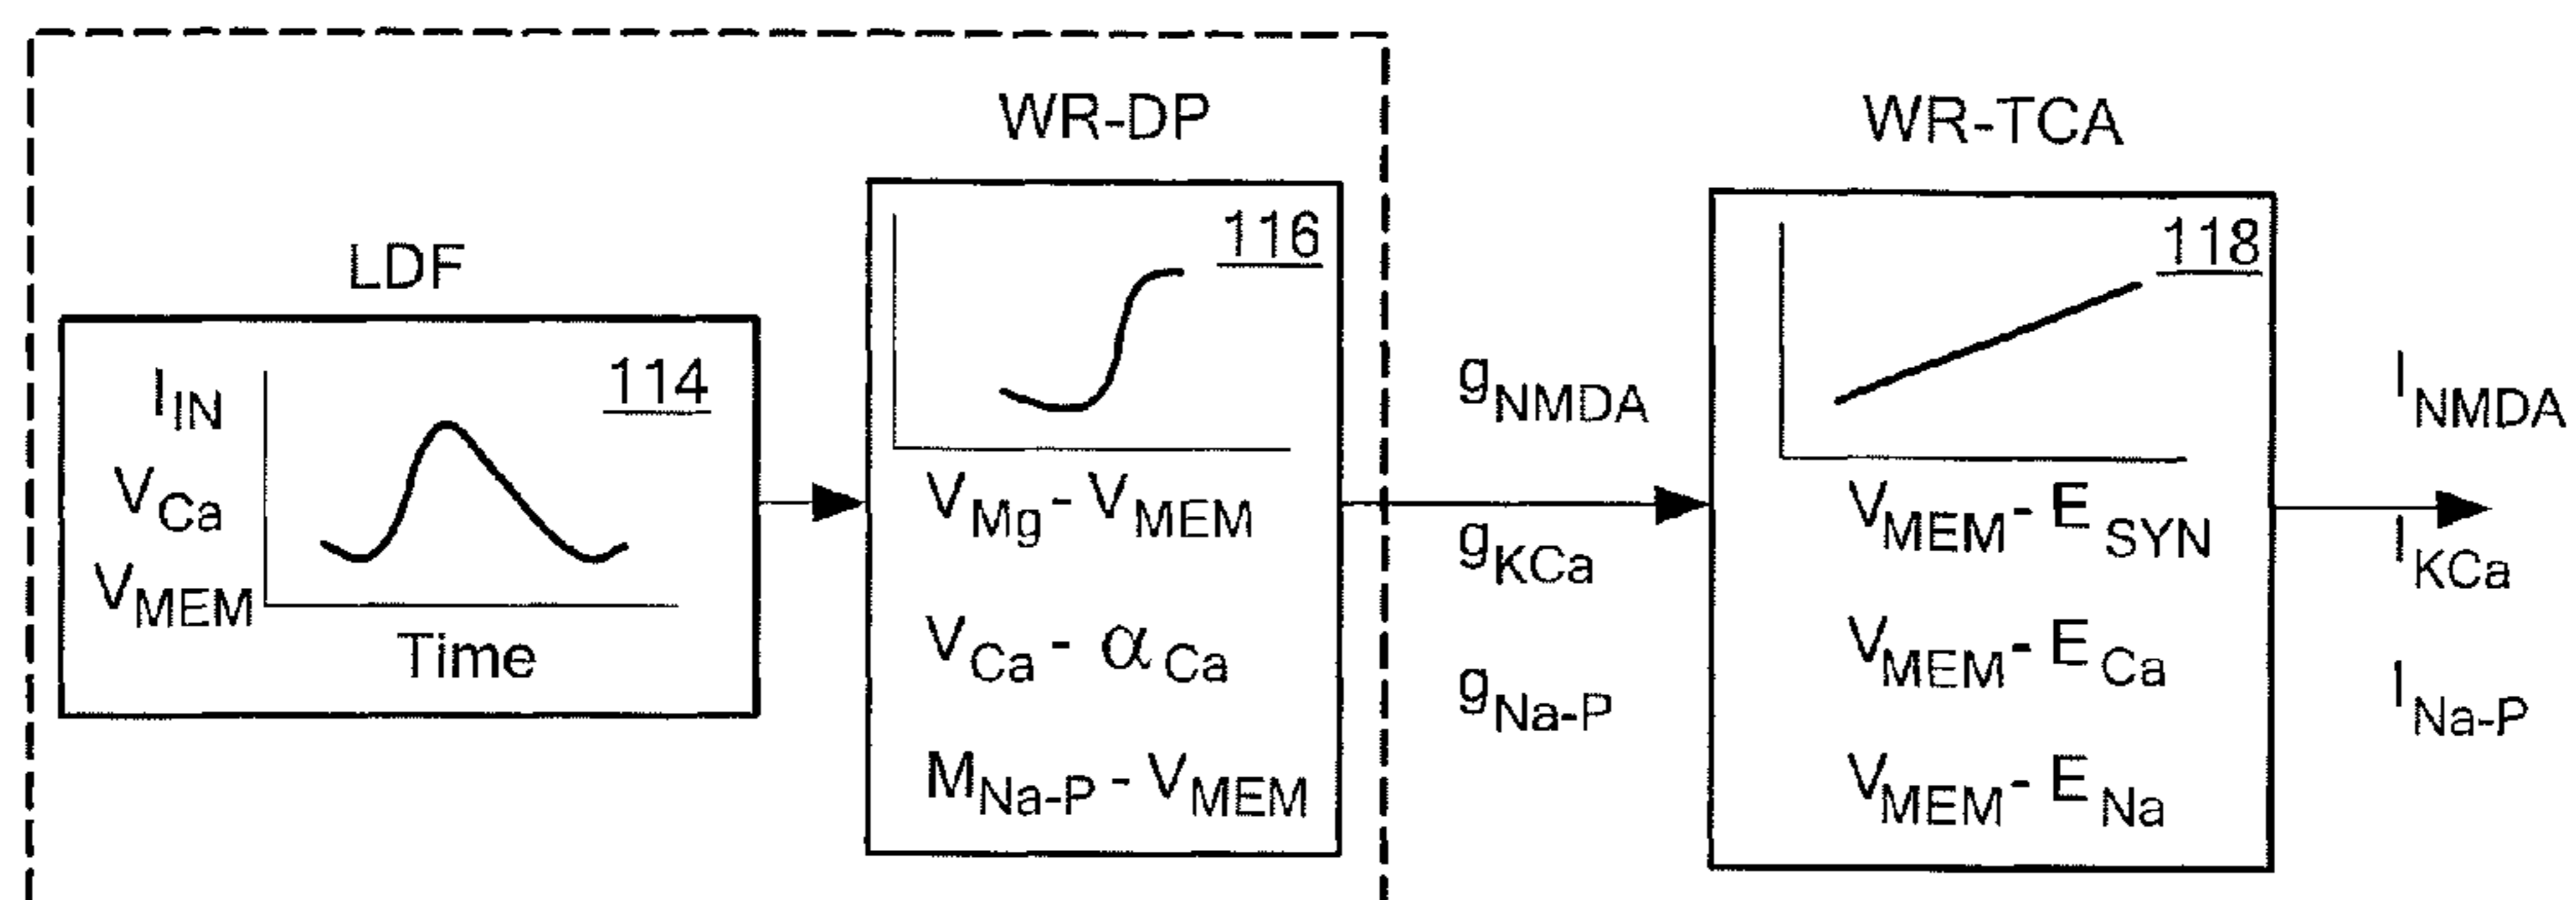 LDF
114
I_IN
V_Ca
V_MEM
Time
WR-DP
116
V_Mg - V_MEM
V_Ca - α_Ca
M_Na-P - V_MEM
g_NMDA
g_KCa
g_Na-P
WR-TCA
118
V_MEM - E_SYN
V_MEM - E_Ca
V_MEM - E_Na
I_NMDA
I_KCa
I_Na-P